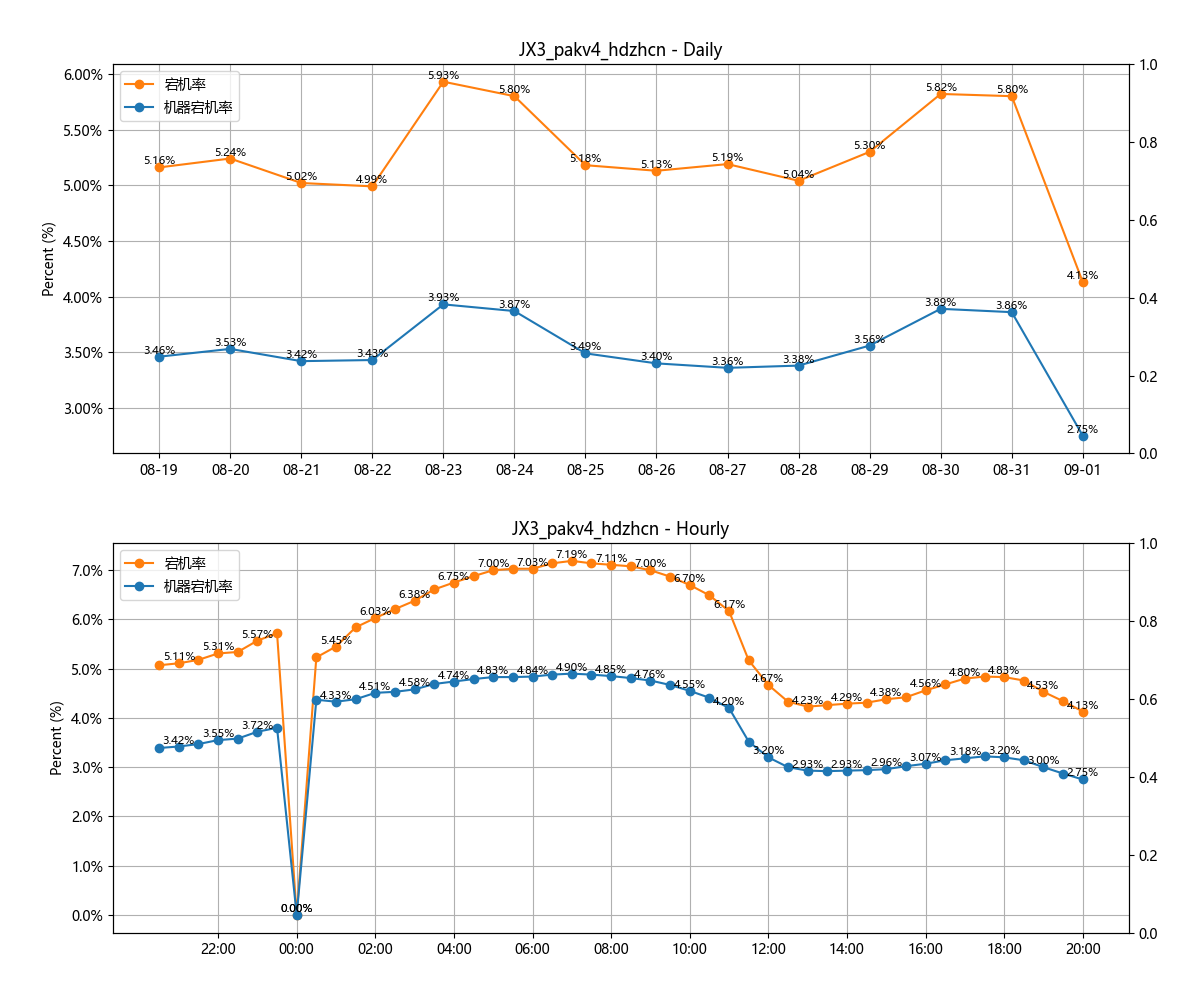 JX3_pakv4_hdzhcn - Daily
宕机率
机器宕机率
Percent (%)
6.00%
5.50%
5.00%
4.50%
4.00%
3.50%
3.00%
1.0
0.8
0.6
0.4
0.2
0.0
5.16% 5.24% 5.02% 4.99% 5.93% 5.80% 5.18% 5.13% 5.19% 5.04% 5.30% 5.82% 5.80% 4.13%
3.46% 3.53% 3.42% 3.43% 3.93% 3.87% 3.49% 3.40% 3.36% 3.38% 3.56% 3.89% 3.86% 2.75%
08-19 08-20 08-21 08-22 08-23 08-24 08-25 08-26 08-27 08-28 08-29 08-30 08-31 09-01
JX3_pakv4_hdzhcn - Hourly
宕机率
机器宕机率
Percent (%)
7.0%
6.0%
5.0%
4.0%
3.0%
2.0%
1.0%
0.0%
1.0
0.8
0.6
0.4
0.2
0.0
5.11% 5.31% 5.57% 0.00% 5.45% 6.03% 6.38% 6.75% 7.00% 7.03% 7.19% 7.11% 7.00% 6.70% 6.17% 4.67% 4.23% 4.29% 4.38% 4.56% 4.80% 4.83% 4.53% 4.13%
3.42% 3.55% 3.72% 0.00% 4.33% 4.51% 4.58% 4.74% 4.83% 4.84% 4.90% 4.85% 4.76% 4.55% 4.20% 3.20% 2.93% 2.93% 2.96% 3.07% 3.18% 3.20% 3.00% 2.75%
22:00 00:00 02:00 04:00 06:00 08:00 10:00 12:00 14:00 16:00 18:00 20:00